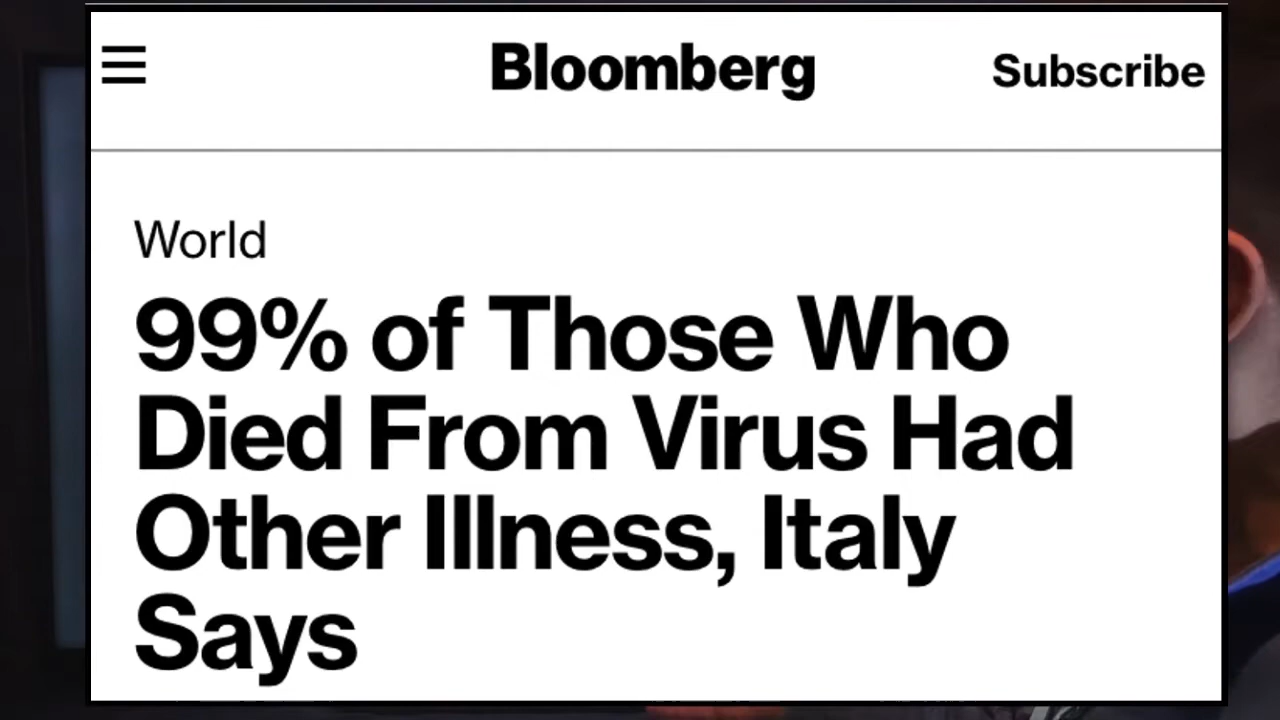 Bloomberg
Subscribe
World
99% of Those Who
Died From Virus Had
Other Illness, Italy
Says